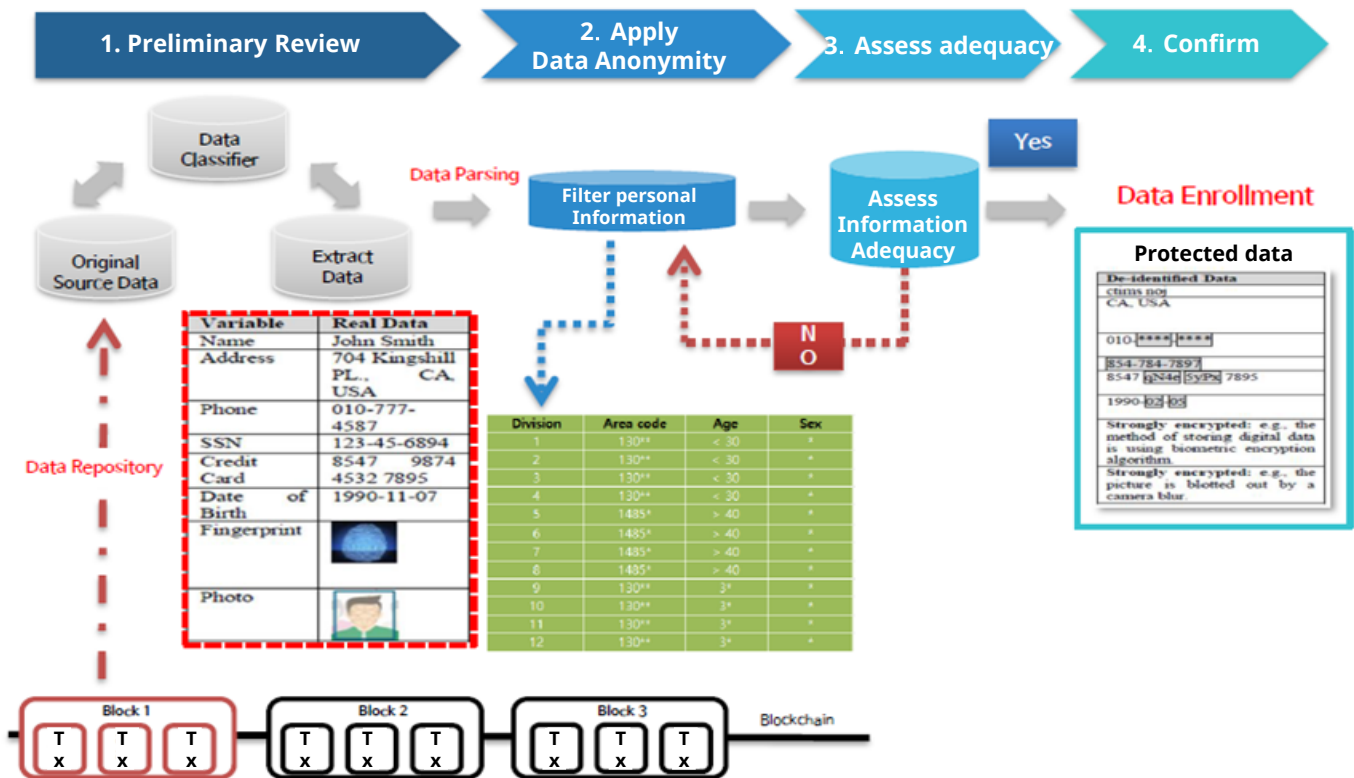 1. Preliminary Review
2. Apply
Data Anonymity
3. Assess adequacy
4. Confirm
Data
Classifier
Original
Source Data
Extract
Data
Data Parsing
Filter personal
Information
Assess
Information
Adequacy
Yes
N
O
Data Enrollment
Protected data
De-identified Data
ctims noj
CA, USA
010-****-****
854-784-7897
8547 qN4e 5yPx 7895
1990-02-05
Strongly encrypted: e.g., the
method of storing digital data
is using biometric encryption
algorithm.
Strongly encrypted: e.g., the
picture is blotted out by a
camera blur.
Variable Real Data
Name John Smith
Address 704 Kingshill
PL., CA,
USA
Phone 010-777-
4587
SSN 123-45-6894
Credit 8547 9874
Card 4532 7895
Date of 1990-11-07
Birth
Fingerprint
Photo
Division Area code Age Sex
1 130** < 30 *
2 130** < 30 *
3 130** < 30 *
4 130** < 30 *
5 1485* > 40 *
6 1485* > 40 *
7 1485* > 40 *
8 1485* > 40 *
9 130** 3* *
10 130** 3* *
11 130** 3* *
12 130** 3* *
Data Repository
Block 1
T T T
x x x
Block 2
T T T
x x x
Block 3
T T T
x x x
Blockchain